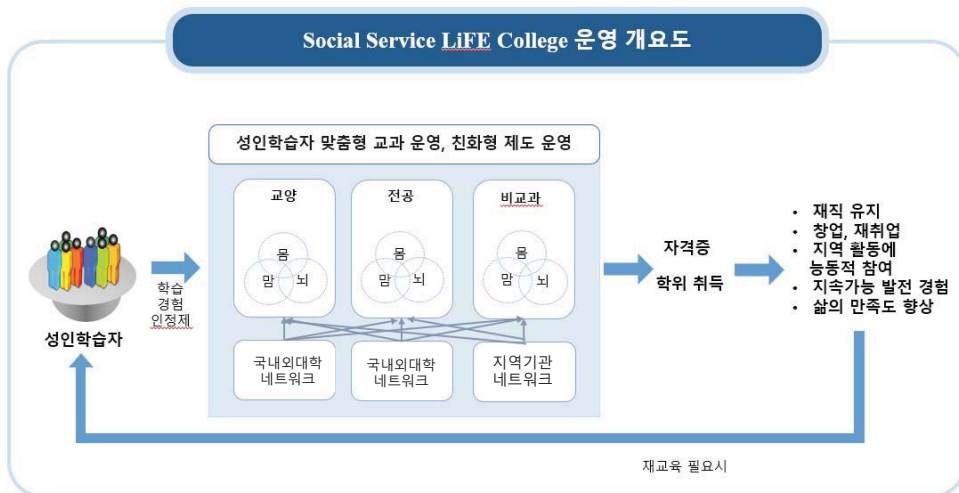 Social Service LiFE College 운영 개요도
성인학습자 맞춤형 교과 운영, 친화형 제도 운영
교양
전공
비교과
몸
맘
뇌
몸
맘
뇌
몸
맘
뇌
국내외대학
네트워크
국내외대학
네트워크
지역기관
네트워크
성인학습자
학습
경험
인정제
자격증
학위 취득
• 재직 유지
• 창업, 재취업
• 지역 활동에
능동적 참여
• 지속가능 발전 경험
• 삶의 만족도 향상
재교육 필요시